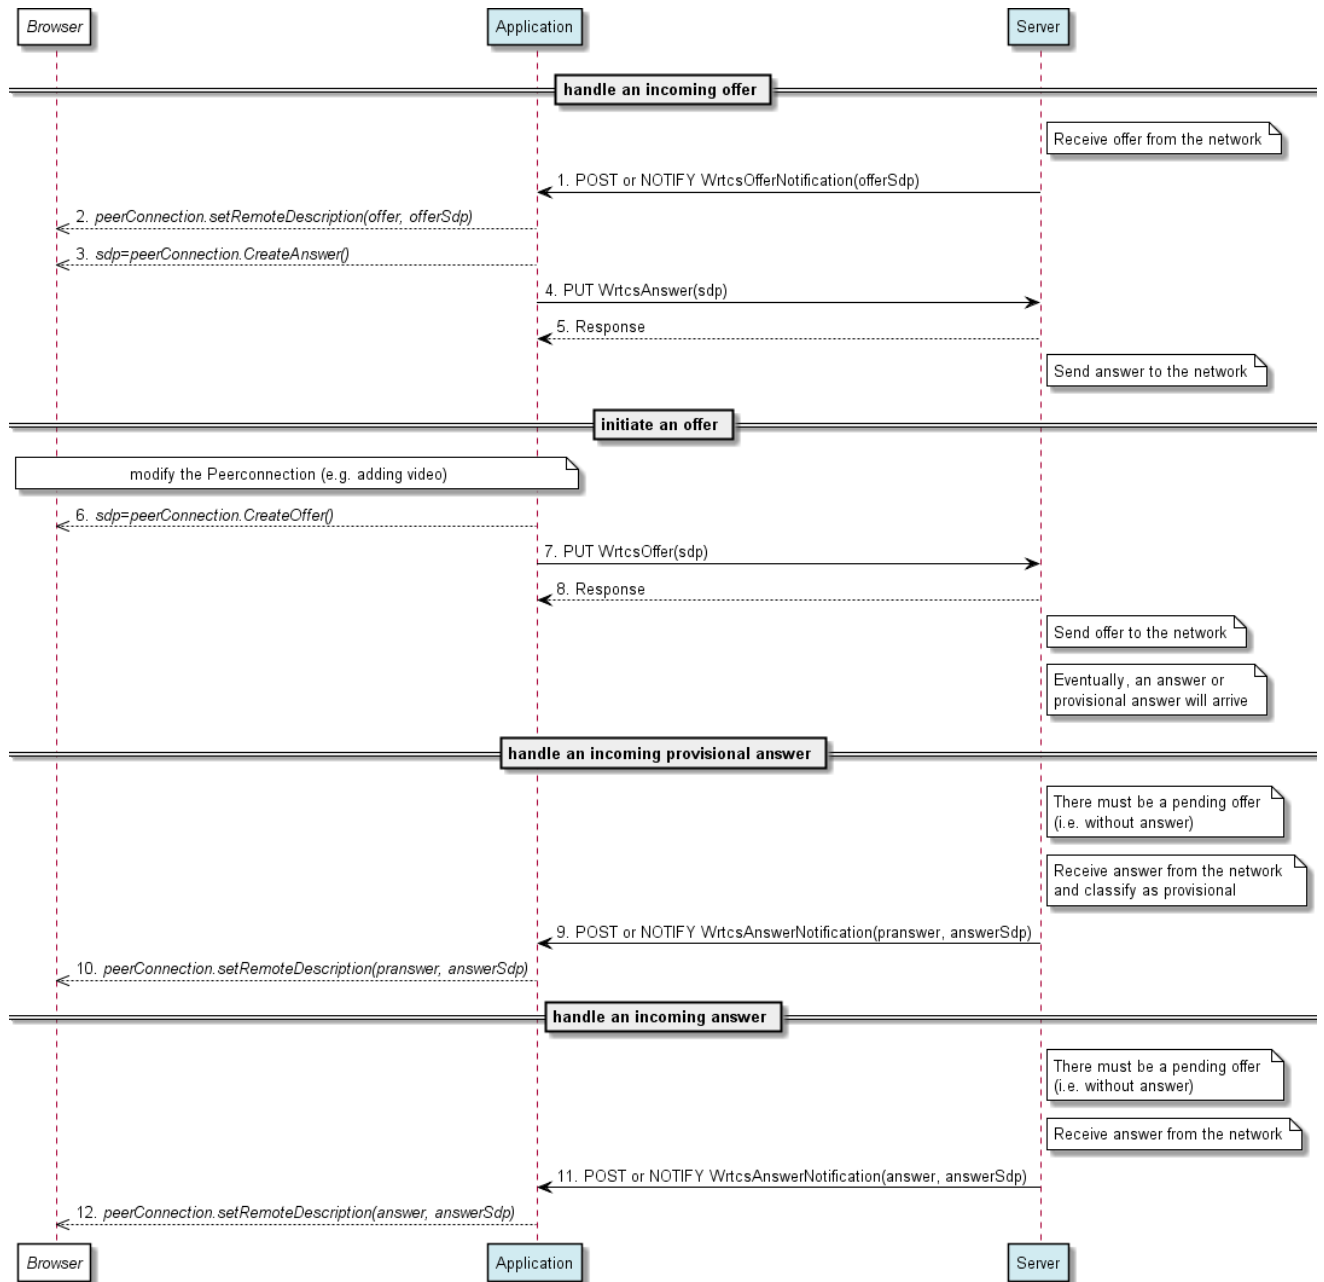 Browser
Application
Server
handle an incoming offer
Receive offer from the network
1. POST or NOTIFY WrtcsOfferNotification(offerSdp)
2. peerConnection.setRemoteDescription(offer, offerSdp)
3. sdp=peerConnection.CreateAnswer()
4. PUT WrtcsAnswer(sdp)
5. Response
Send answer to the network
initiate an offer
modify the Peerconnection (e.g. adding video)
6. sdp=peerConnection.CreateOffer()
7. PUT WrtcsOffer(sdp)
8. Response
Send offer to the network
Eventually, an answer or
provisional answer will arrive
handle an incoming provisional answer
There must be a pending offer
(i.e. without answer)
Receive answer from the network
and classify as provisional
9. POST or NOTIFY WrtcsAnswerNotification(pranswer, answerSdp)
10. peerConnection.setRemoteDescription(pranswer, answerSdp)
handle an incoming answer
There must be a pending offer
(i.e. without answer)
Receive answer from the network
11. POST or NOTIFY WrtcsAnswerNotification(answer, answerSdp)
12. peerConnection.setRemoteDescription(answer, answerSdp)
Browser
Application
Server